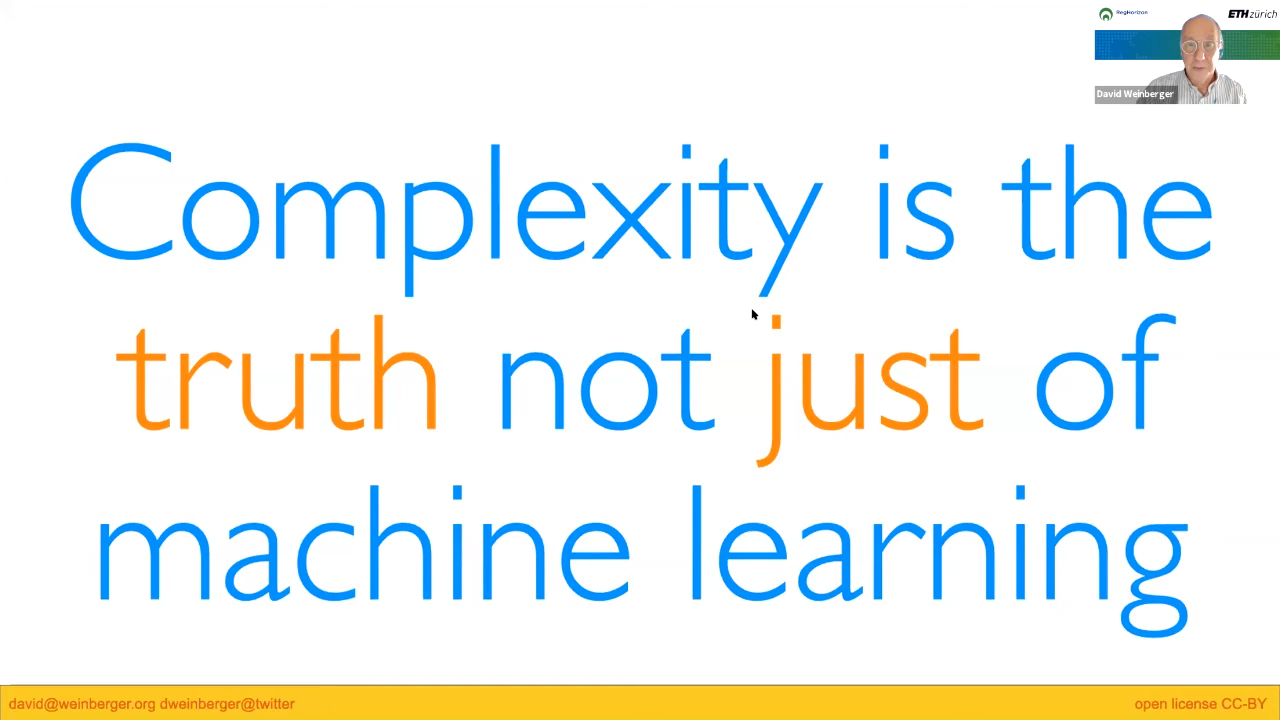 RegHorizon
ETH zürich
David Weinberger
Complexity is the
truth not just of
machine learning
david@weinberger.org dweinberger@twitter
open license CC-BY